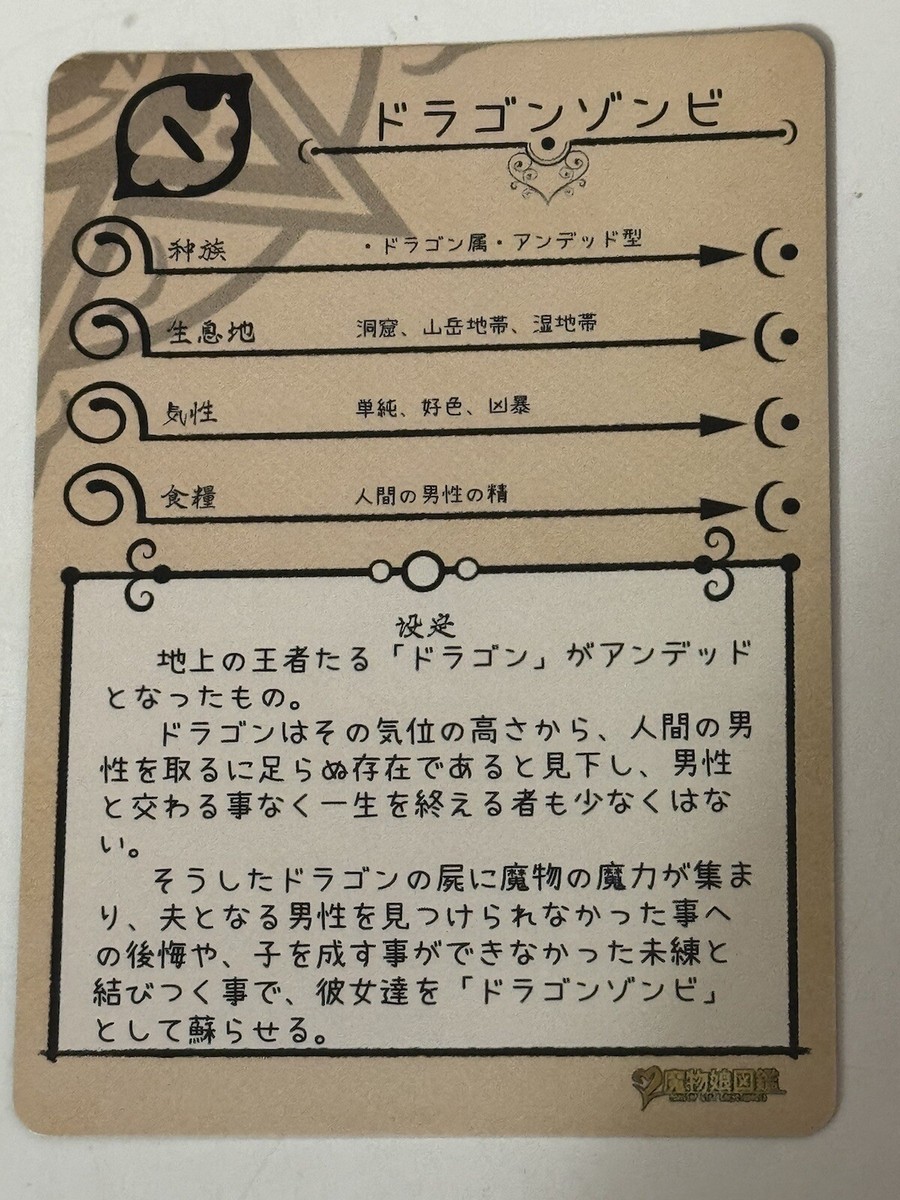 ドラゴンゾンビ
种族 ・ドラゴン属・アンデッド型
生息地 洞窟、山岳地帯、湿地帯
気性 単純、好色、凶暴
食糧 人間の男性の精
设定
地上の王者たる「ドラゴン」がアンデッド
となったもの。
ドラゴンはその気位の高さから、人間の男
性を取るに足らぬ存在であると見下し、男性
と交わる事なく一生を終える者も少なくはな
い。
そうしたドラゴンの屍に魔物の魔力が集ま
り、夫となる男性を見つけられなかった事へ
の後悔や、子を成す事ができなかった未練と
結びつく事で、彼女達を「ドラゴンゾンビ」
として蘇らせる。
魔物娘図鑑